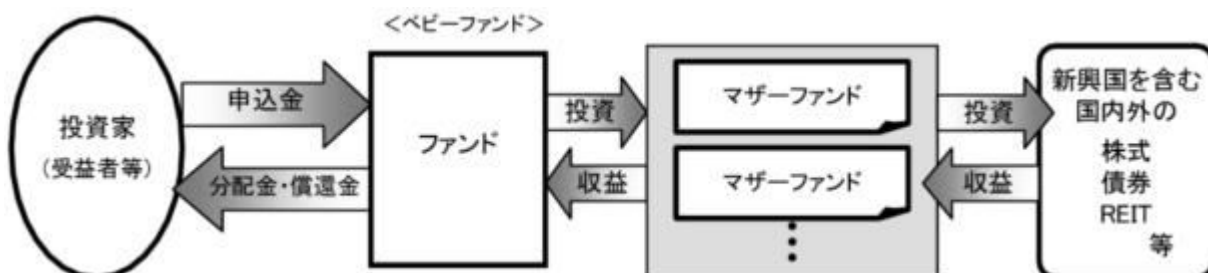 <ベビーファンド>
投資家
(受益者等)
申込金
分配金・償還金
ファンド
投資
収益
マザーファンド
マザーファンド
投資
収益
新興国を含む
国内外の
株式
債券
REIT
等